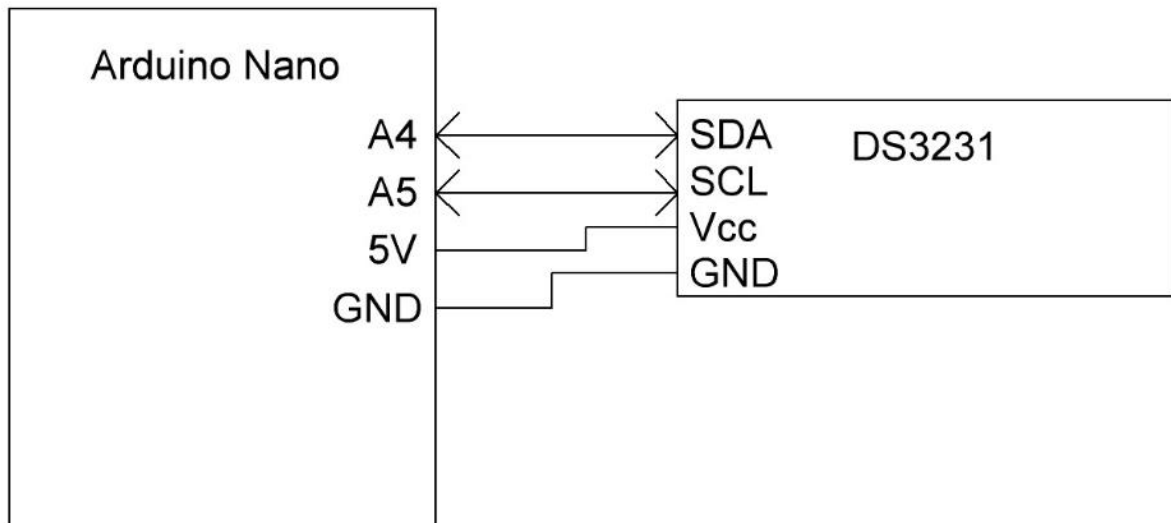 Arduino Nano
A4
A5
5V
GND
SDA
SCL
Vcc
GND
DS3231